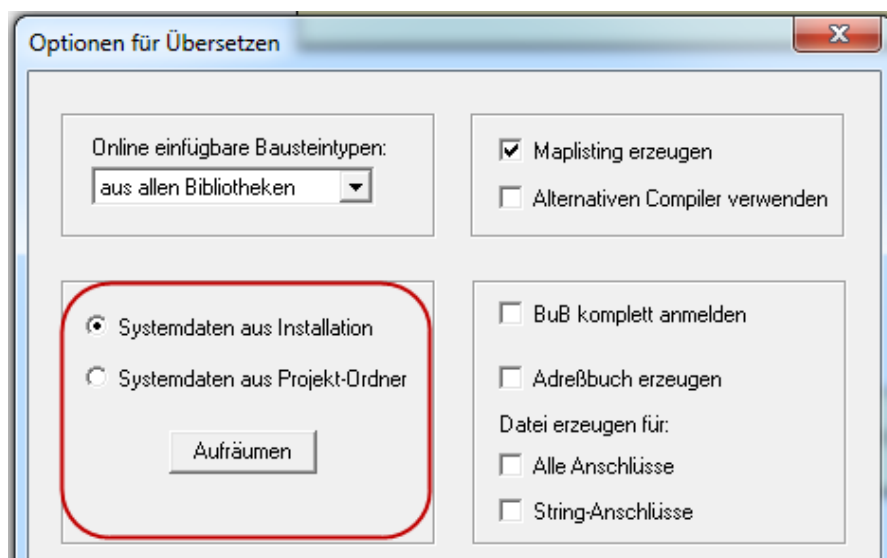 Optionen für Übersetzen
Online einfügbare Bausteintypen:
aus allen Bibliotheken
Maplisting erzeugen
Alternativen Compiler verwenden
Systemdaten aus Installation
Systemdaten aus Projekt-Ordner
Aufräumen
BuB komplett anmelden
Adreßbuch erzeugen
Datei erzeugen für:
Alle Anschlüsse
String-Anschlüsse